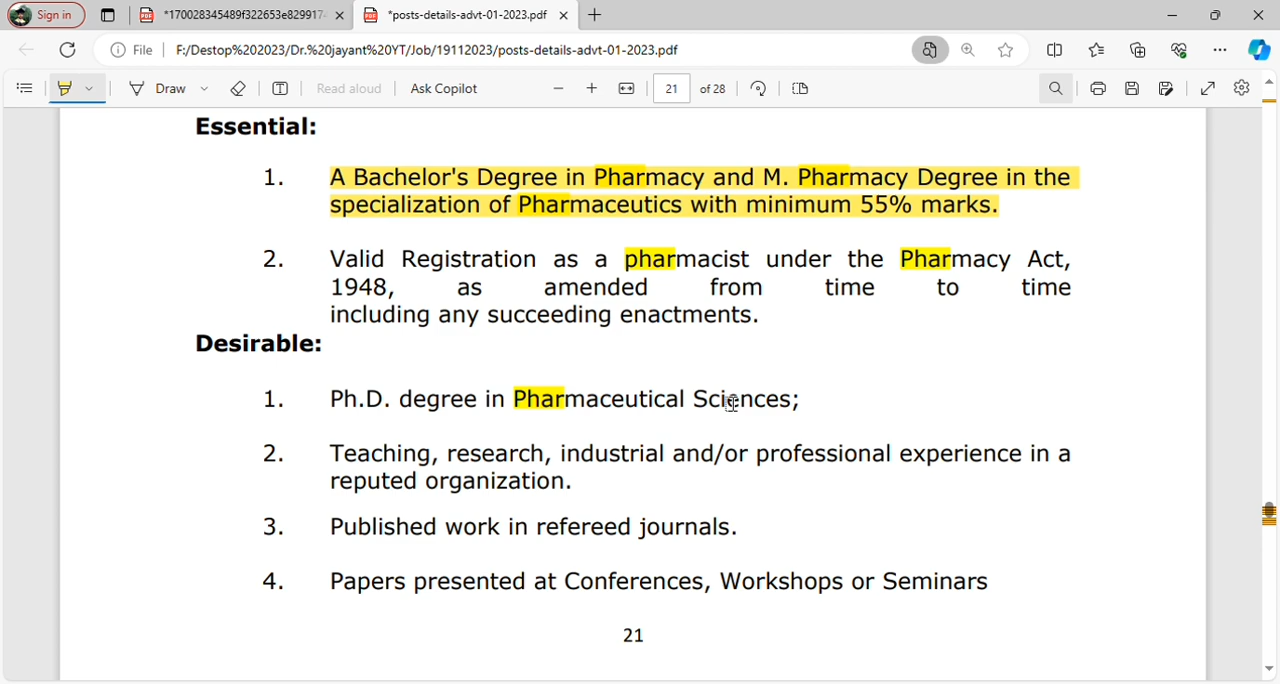 Sign in
*170028345489f322653e829917
*posts-details-advt-01-2023.pdf
File
F:/Destop%202023/Dr.%20jayant%20YT/Job/19112023/posts-details-advt-01-2023.pdf
Draw
Read aloud
Ask Copilot
21
of 28
Essential:
1. A Bachelor's Degree in Pharmacy and M. Pharmacy Degree in the
specialization of Pharmaceutics with minimum 55% marks.
2. Valid Registration as a pharmacist under the Pharmacy Act,
1948, as amended from time to time
including any succeeding enactments.
Desirable:
1. Ph.D. degree in Pharmaceutical Sciences;
2. Teaching, research, industrial and/or professional experience in a
reputed organization.
3. Published work in refereed journals.
4. Papers presented at Conferences, Workshops or Seminars
21